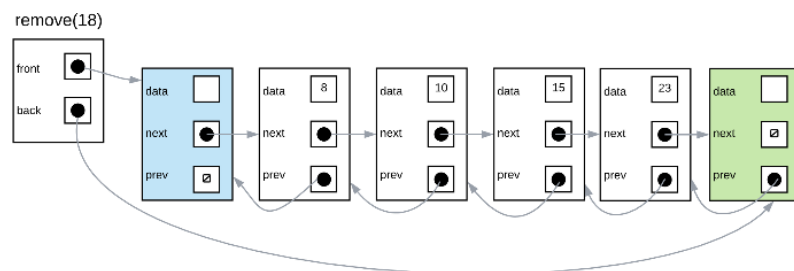 remove(18)
front
back
data
next
prev
data 8
next
prev
data 10
next
prev
data 15
next
prev
data 23
next
prev
data
next
prev